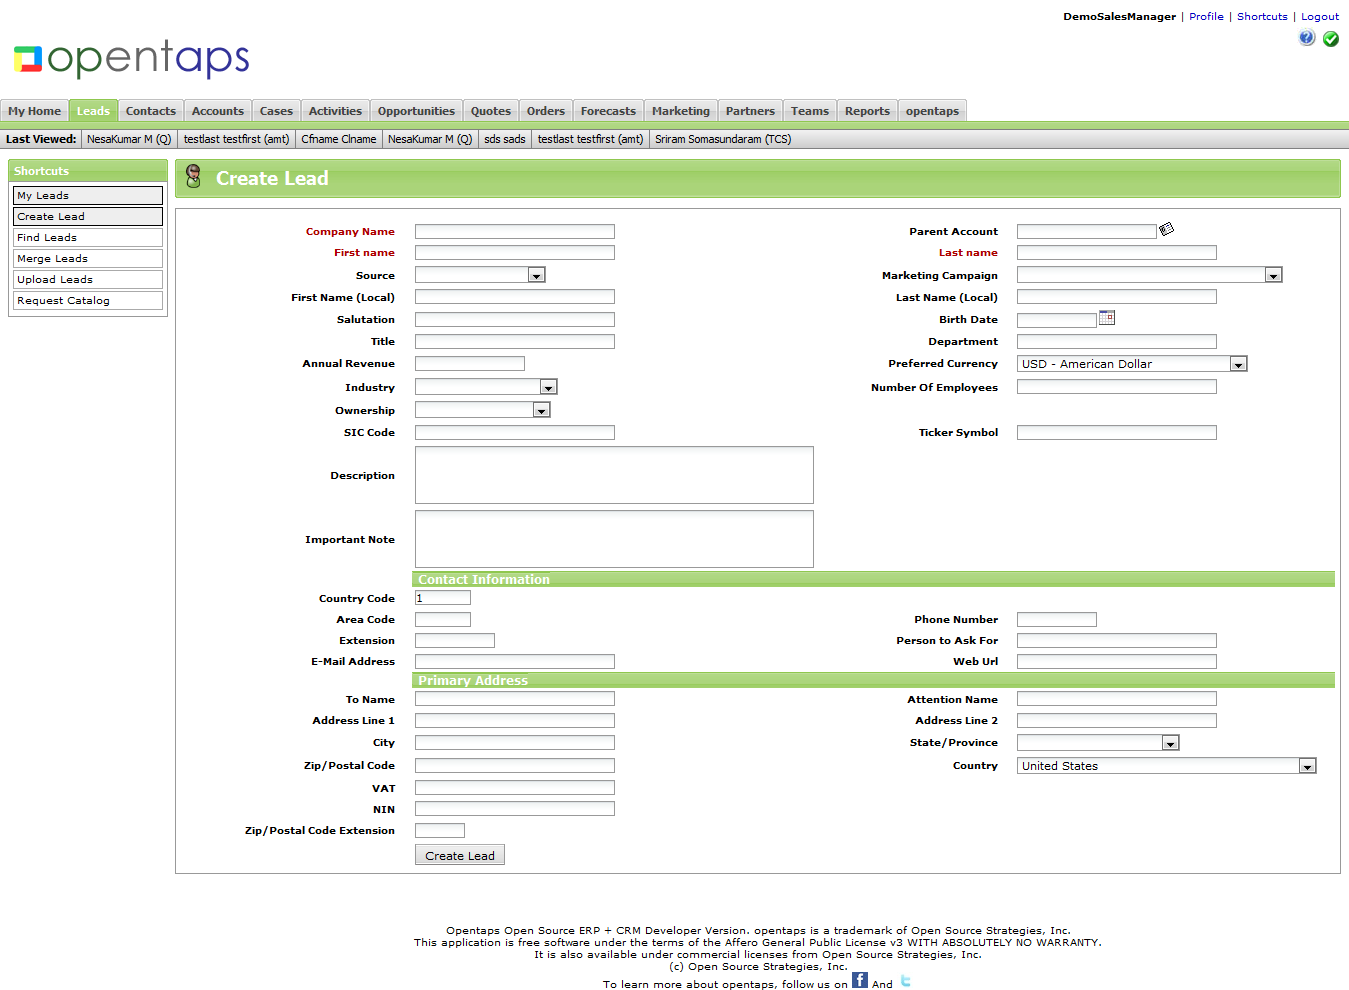 DemoSalesManager | Profile | Shortcuts | Logout
opentaps
My Home Leads Contacts Accounts Cases Activities Opportunities Quotes Orders Forecasts Marketing Partners Teams Reports opentaps
Last Viewed: NesaKumar M (Q) testlast testfirst (amt) Cfname Clname NesaKumar M (Q) sds sads testlast testfirst (amt) Sriram Somasundaram (TCS)
Shortcuts
My Leads
Create Lead
Find Leads
Merge Leads
Upload Leads
Request Catalog
Create Lead
Company Name Parent Account
First name Last name
Source Marketing Campaign
First Name (Local) Last Name (Local)
Salutation Birth Date
Title Department
Annual Revenue Preferred Currency USD - American Dollar
Industry Number Of Employees
Ownership
SIC Code Ticker Symbol
Description
Important Note
Contact Information
Country Code 1
Area Code Phone Number
Extension Person to Ask For
E-Mail Address Web Url
Primary Address
To Name Attention Name
Address Line 1 Address Line 2
City State/Province
Zip/Postal Code Country United States
VAT
NIN
Zip/Postal Code Extension
Create Lead
Opentaps Open Source ERP + CRM Developer Version. opentaps is a trademark of Open Source Strategies, Inc.
This application is free software under the terms of the Affero General Public License v3 WITH ABSOLUTELY NO WARRANTY.
It is also available under commercial licenses from Open Source Strategies, Inc.
(c) Open Source Strategies, Inc.
To learn more about opentaps, follow us on f And t